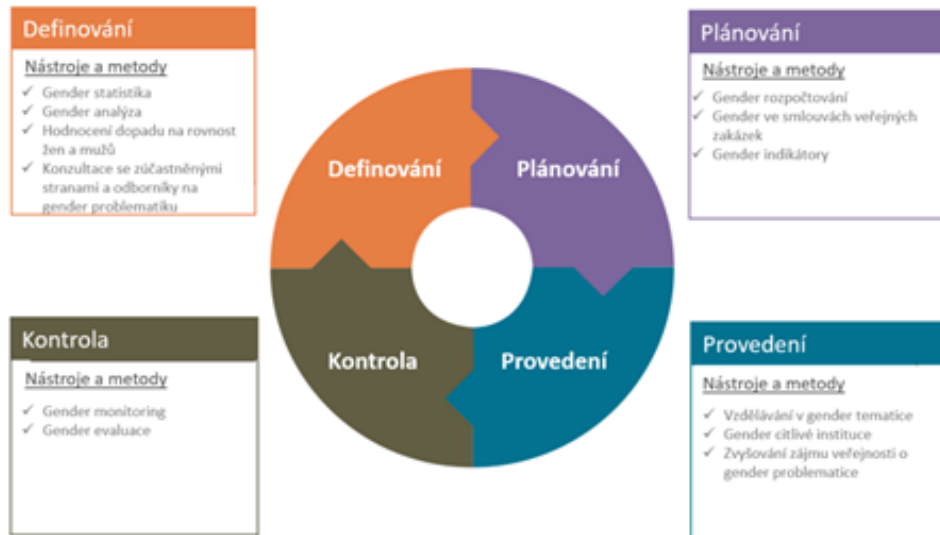 Definování
Nástroje a metody
✓ Gender statistika
✓ Gender analýza
✓ Hodnocení dopadu na rovnost
žen a mužů
✓ Konzultace se zúčastněnými
stranami a odborníky na
gender problematiku
Plánování
Nástroje a metody
✓ Gender rozpočtování
✓ Gender ve smlouvách veřejných
zakázek
✓ Gender indikátory
Definování
Plánování
Kontrola
Provedení
Kontrola
Nástroje a metody
✓ Gender monitoring
✓ Gender evaluace
Provedení
Nástroje a metody
✓ Vzdělávání v gender tematice
✓ Gender citlivé instituce
✓ Zvyšování zájmu veřejnosti o
gender problematice